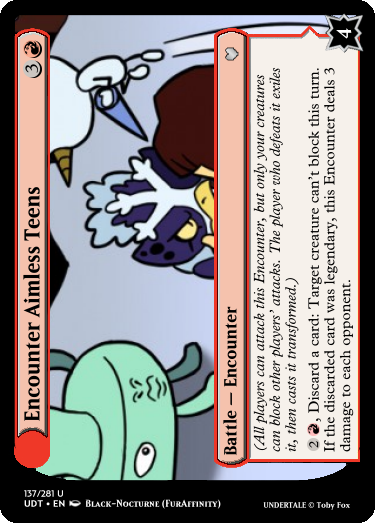 Encounter Aimless Teens 3
Battle — Encounter
(All players can attack this Encounter, but only your creatures
can block other players' attacks. The player who defeats it exiles
it, then casts it transformed.)
2, Discard a card: Target creature can't block this turn.
If the discarded card was legendary, this Encounter deals 3
damage to each opponent.
4
137/281 U
UDT • EN Black-Nocturne (FurAffinity)
UNDERTALE © Toby Fox